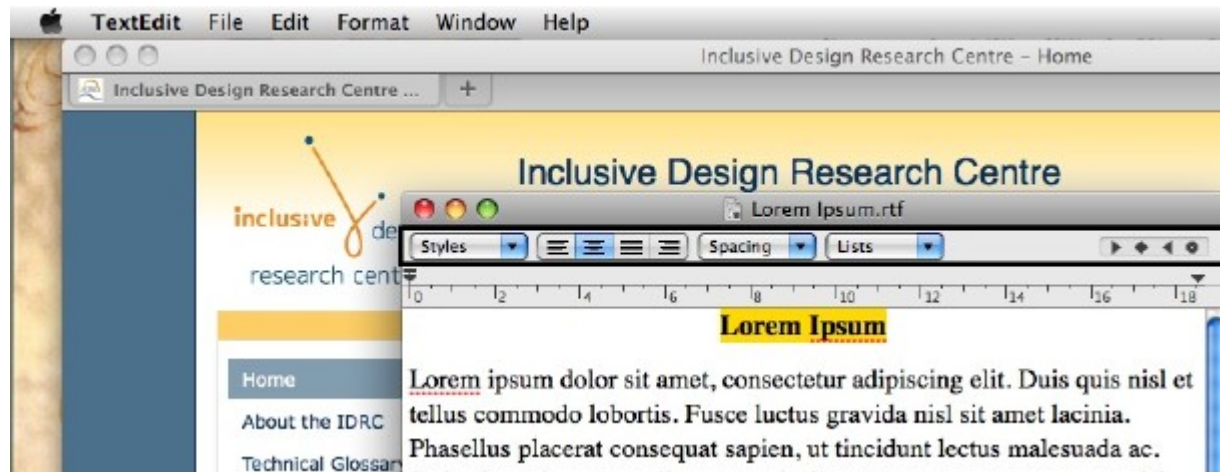 TextEdit File Edit Format Window Help
Inclusive Design Research Centre – Home
Inclusive Design Research Centre ... +
Inclusive Design Research Centre
inclusive
de
research cent
Lorem Ipsum.rtf
Styles Spacing Lists
0 2 4 6 8 10 12 14 16 18
Lorem Ipsum
Home
About the IDRC
Technical Glossary
Lorem ipsum dolor sit amet, consectetur adipiscing elit. Duis quis nisl et
tellus commodo lobortis. Fusce luctus gravida nisl sit amet lacinia.
Phasellus placerat consequat sapien, ut tincidunt lectus malesuada ac.